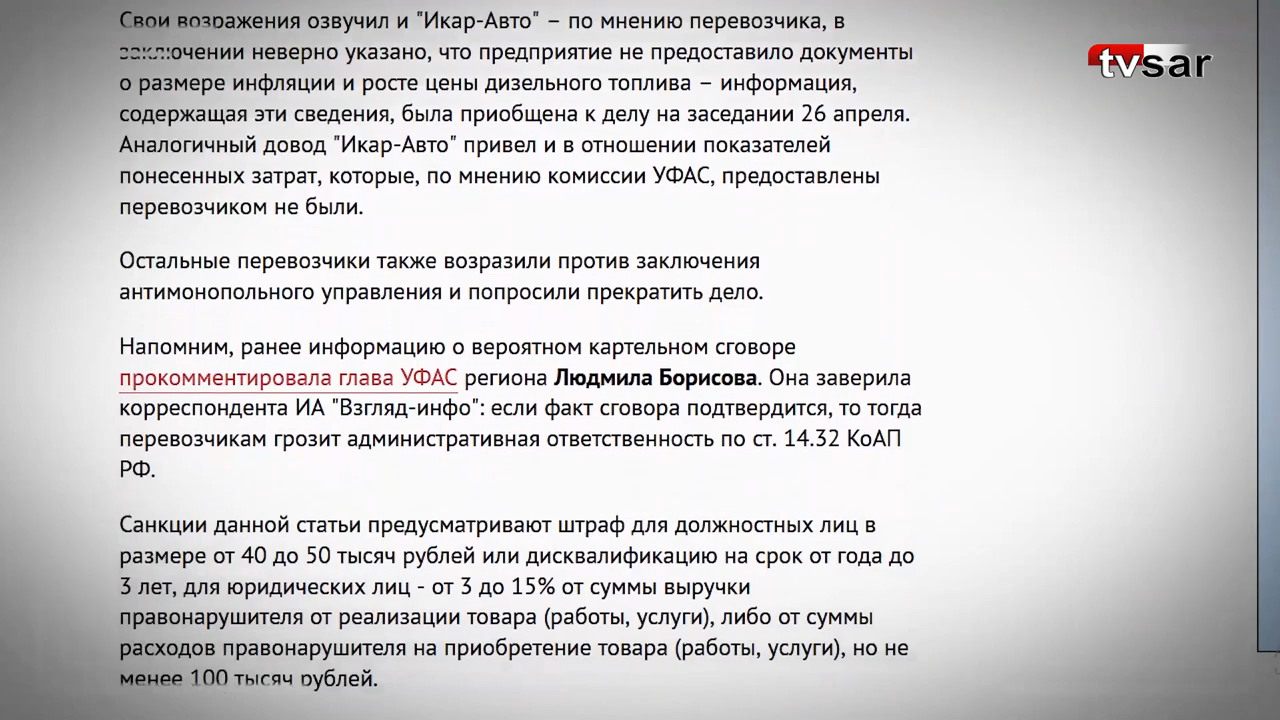 Свои возражения озвучил и "Икар-Авто" – по мнению перевозчика, в
заключении неверно указано, что предприятие не предоставило документы
о размере инфляции и росте цены дизельного топлива – информация,
содержащая эти сведения, была приобщена к делу на заседании 26 апреля.
Аналогичный довод "Икар-Авто" привел и в отношении показателей
понесенных затрат, которые, по мнению комиссии УФАС, предоставлены
перевозчиком не были.
Остальные перевозчики также возразили против заключения
антимонопольного управления и попросили прекратить дело.
Напомним, ранее информацию о вероятном картельном сговоре
прокомментировала глава УФАС региона Людмила Борисова. Она заверила
корреспондента ИА "Взгляд-инфо": если факт сговора подтвердится, то тогда
перевозчикам грозит административная ответственность по ст. 14.32 КоАП
РФ.
Санкции данной статьи предусматривают штраф для должностных лиц в
размере от 40 до 50 тысяч рублей или дисквалификацию на срок от года до
3 лет, для юридических лиц - от 3 до 15% от суммы выручки
правонарушителя от реализации товара (работы, услуги), либо от суммы
расходов правонарушителя на приобретение товара (работы, услуги), но не
менее 100 тысяч рублей.
tvsar